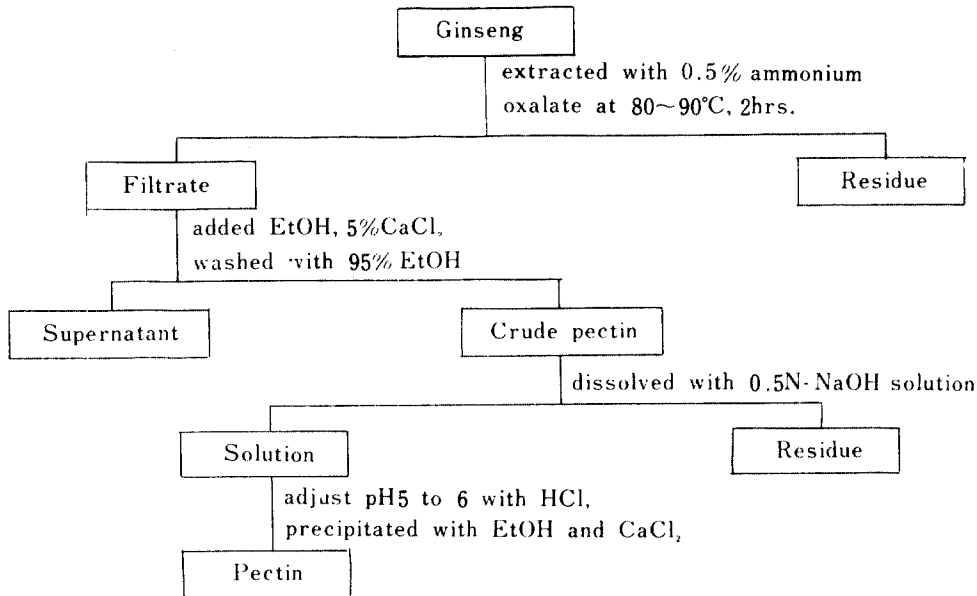 Ginseng
extracted with 0.5% ammonium
oxalate at 80~90°C, 2hrs.
Filtrate
Residue
added EtOH, 5%CaCl₂
washed with 95% EtOH
Supernatant
Crude pectin
dissolved with 0.5N-NaOH solution
Solution
Residue
adjust pH5 to 6 with HCl,
precipitated with EtOH and CaCl₂
Pectin